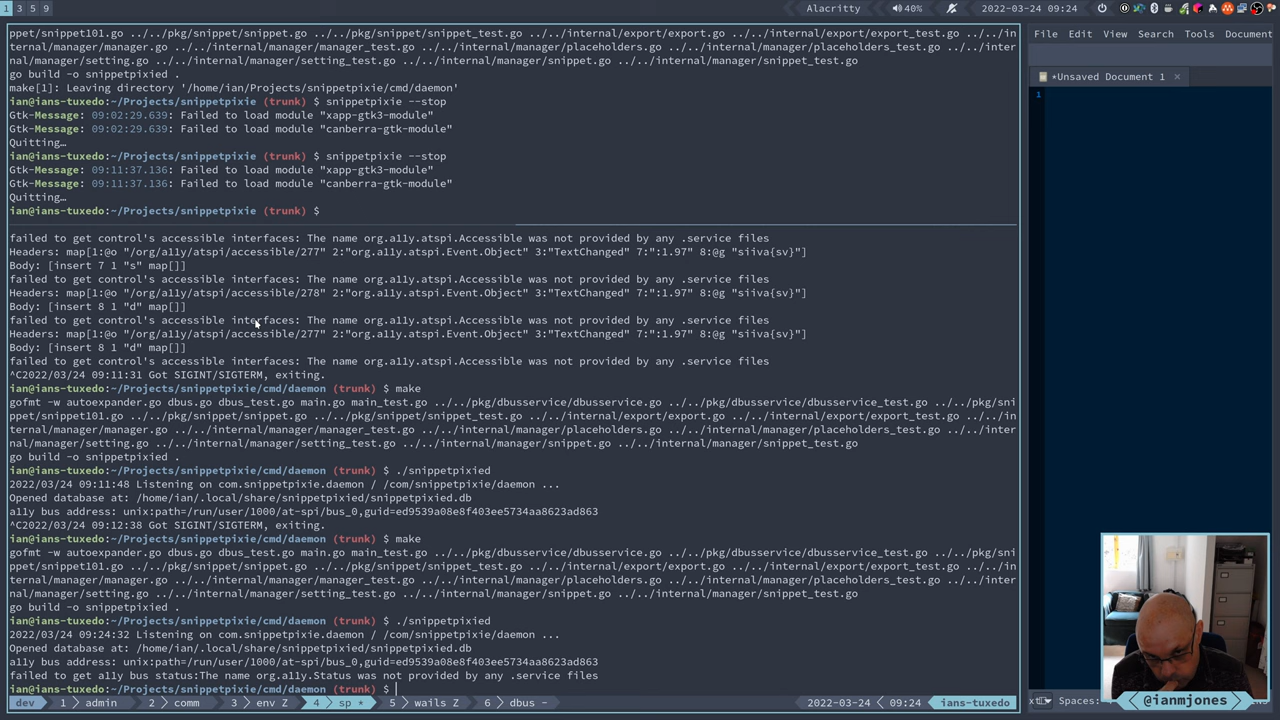 1 3 5 9 Alacritty 40% 2022-03-24 09:24
ppet/snippet101.go ../../pkg/snippet/snippet.go ../../pkg/snippet/snippet_test.go ../../internal/export/export.go ../../internal/export/export_test.go ../../in
ternal/manager/manager.go ../../internal/manager/manager_test.go ../../internal/manager/placeholders.go ../../internal/manager/placeholders_test.go ../../inter
nal/manager/setting.go ../../internal/manager/setting_test.go ../../internal/manager/snippet.go ../../internal/manager/snippet_test.go
go build -o snippetpixied .
make[1]: Leaving directory '/home/ian/Projects/snippetpixie/cmd/daemon'
ian@ians-tuxedo:~/Projects/snippetpixie (trunk) $ snippetpixie --stop
Gtk-Message: 09:02:29.639: Failed to load module "xapp-gtk3-module"
Gtk-Message: 09:02:29.639: Failed to load module "canberra-gtk-module"
Quitting…
ian@ians-tuxedo:~/Projects/snippetpixie (trunk) $ snippetpixie --stop
Gtk-Message: 09:11:37.136: Failed to load module "xapp-gtk3-module"
Gtk-Message: 09:11:37.136: Failed to load module "canberra-gtk-module"
Quitting…
ian@ians-tuxedo:~/Projects/snippetpixie (trunk) $
failed to get control's accessible interfaces: The name org.a11y.atspi.Accessible was not provided by any .service files
Headers: map[1:@o "/org/a11y/atspi/accessible/277" 2:"org.a11y.atspi.Event.Object" 3:"TextChanged" 7:":1.97" 8:@g "siiva{sv}"]
Body: [insert 7 1 "s" map[]]
failed to get control's accessible interfaces: The name org.a11y.atspi.Accessible was not provided by any .service files
Headers: map[1:@o "/org/a11y/atspi/accessible/278" 2:"org.a11y.atspi.Event.Object" 3:"TextChanged" 7:":1.97" 8:@g "siiva{sv}"]
Body: [insert 8 1 "d" map[]]
failed to get control's accessible interfaces: The name org.a11y.atspi.Accessible was not provided by any .service files
Headers: map[1:@o "/org/a11y/atspi/accessible/277" 2:"org.a11y.atspi.Event.Object" 3:"TextChanged" 7:":1.97" 8:@g "siiva{sv}"]
Body: [insert 8 1 "d" map[]]
failed to get control's accessible interfaces: The name org.a11y.atspi.Accessible was not provided by any .service files
^C2022/03/24 09:11:31 Got SIGINT/SIGTERM, exiting.
ian@ians-tuxedo:~/Projects/snippetpixie/cmd/daemon (trunk) $ make
gofmt -w autoexpander.go dbus.go dbus_test.go main.go main_test.go ../../pkg/dbusservice/dbusservice.go ../../pkg/dbusservice/dbusservice_test.go ../../pkg/sni
ppet/snippet101.go ../../pkg/snippet/snippet.go ../../pkg/snippet/snippet_test.go ../../internal/export/export.go ../../internal/export/export_test.go ../../in
ternal/manager/manager.go ../../internal/manager/manager_test.go ../../internal/manager/placeholders.go ../../internal/manager/placeholders_test.go ../../inter
nal/manager/setting.go ../../internal/manager/setting_test.go ../../internal/manager/snippet.go ../../internal/manager/snippet_test.go
go build -o snippetpixied .
ian@ians-tuxedo:~/Projects/snippetpixie/cmd/daemon (trunk) $ ./snippetpixied
2022/03/24 09:11:48 Listening on com.snippetpixie.daemon / /com/snippetpixie/daemon ...
Opened database at: /home/ian/.local/share/snippetpixied/snippetpixied.db
a11y bus address: unix:path=/run/user/1000/at-spi/bus_0,guid=ed9539a08e8f403ee5734aa8623ad863
^C2022/03/24 09:12:38 Got SIGINT/SIGTERM, exiting.
ian@ians-tuxedo:~/Projects/snippetpixie/cmd/daemon (trunk) $ make
gofmt -w autoexpander.go dbus.go dbus_test.go main.go main_test.go ../../pkg/dbusservice/dbusservice.go ../../pkg/dbusservice/dbusservice_test.go ../../pkg/sni
ppet/snippet101.go ../../pkg/snippet/snippet.go ../../pkg/snippet/snippet_test.go ../../internal/export/export.go ../../internal/export/export_test.go ../../in
ternal/manager/manager.go ../../internal/manager/manager_test.go ../../internal/manager/placeholders.go ../../internal/manager/placeholders_test.go ../../inter
nal/manager/setting.go ../../internal/manager/setting_test.go ../../internal/manager/snippet.go ../../internal/manager/snippet_test.go
go build -o snippetpixied .
ian@ians-tuxedo:~/Projects/snippetpixie/cmd/daemon (trunk) $ ./snippetpixied
2022/03/24 09:24:32 Listening on com.snippetpixie.daemon / /com/snippetpixie/daemon ...
Opened database at: /home/ian/.local/share/snippetpixied/snippetpixied.db
a11y bus address: unix:path=/run/user/1000/at-spi/bus_0,guid=ed9539a08e8f403ee5734aa8623ad863
failed to get a11y bus status:The name org.a11y.Status was not provided by any .service files
ian@ians-tuxedo:~/Projects/snippetpixie/cmd/daemon (trunk) $
dev 1 admin 2 comm 3 env Z 4 sp * 5 wails Z 6 dbus - 2022-03-24 09:24 ians-tuxedo
File Edit View Search Tools Document
*Unsaved Document 1 ×
1
Spaces:
@ianmjones